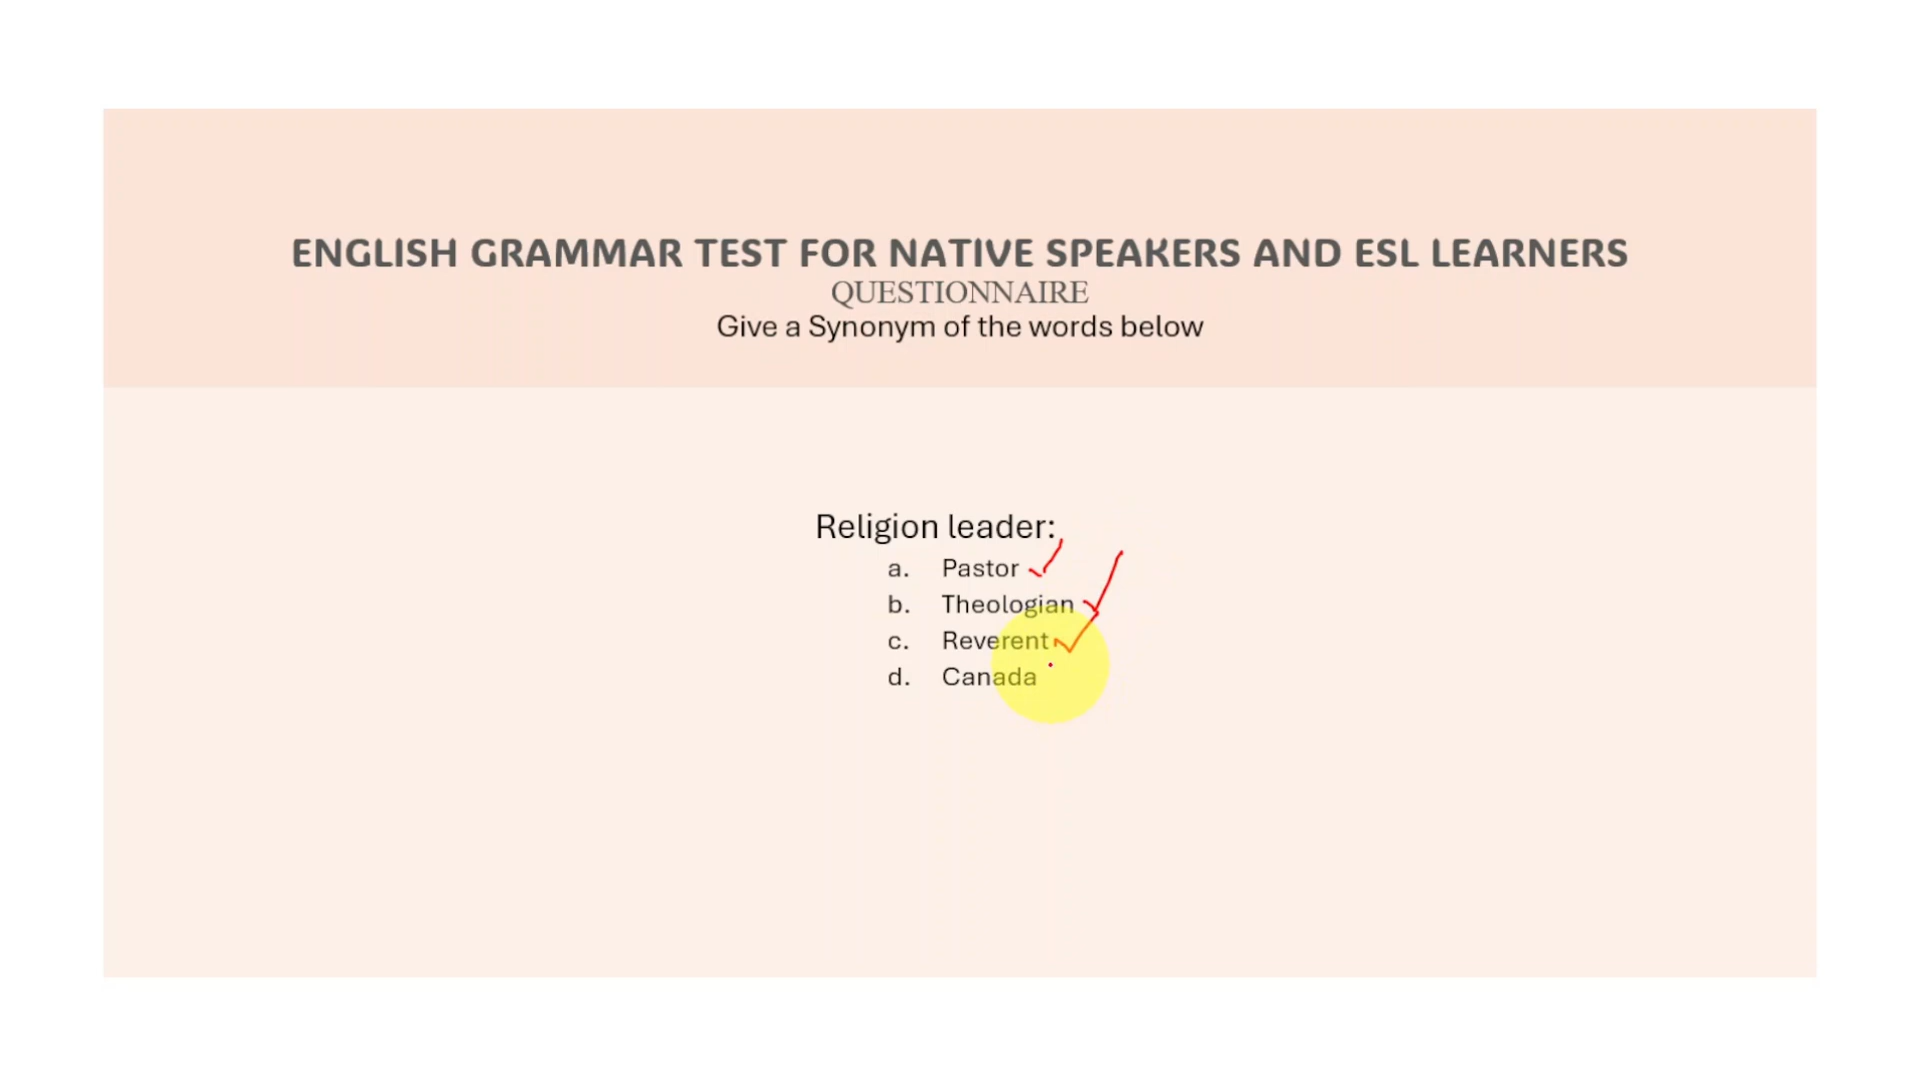 ENGLISH GRAMMAR TEST FOR NATIVE SPEAKERS AND ESL LEARNERS
QUESTIONNAIRE
Give a Synonym of the words below
Religion leader:
a. Pastor
b. Theologian
c. Reverent
d. Canada